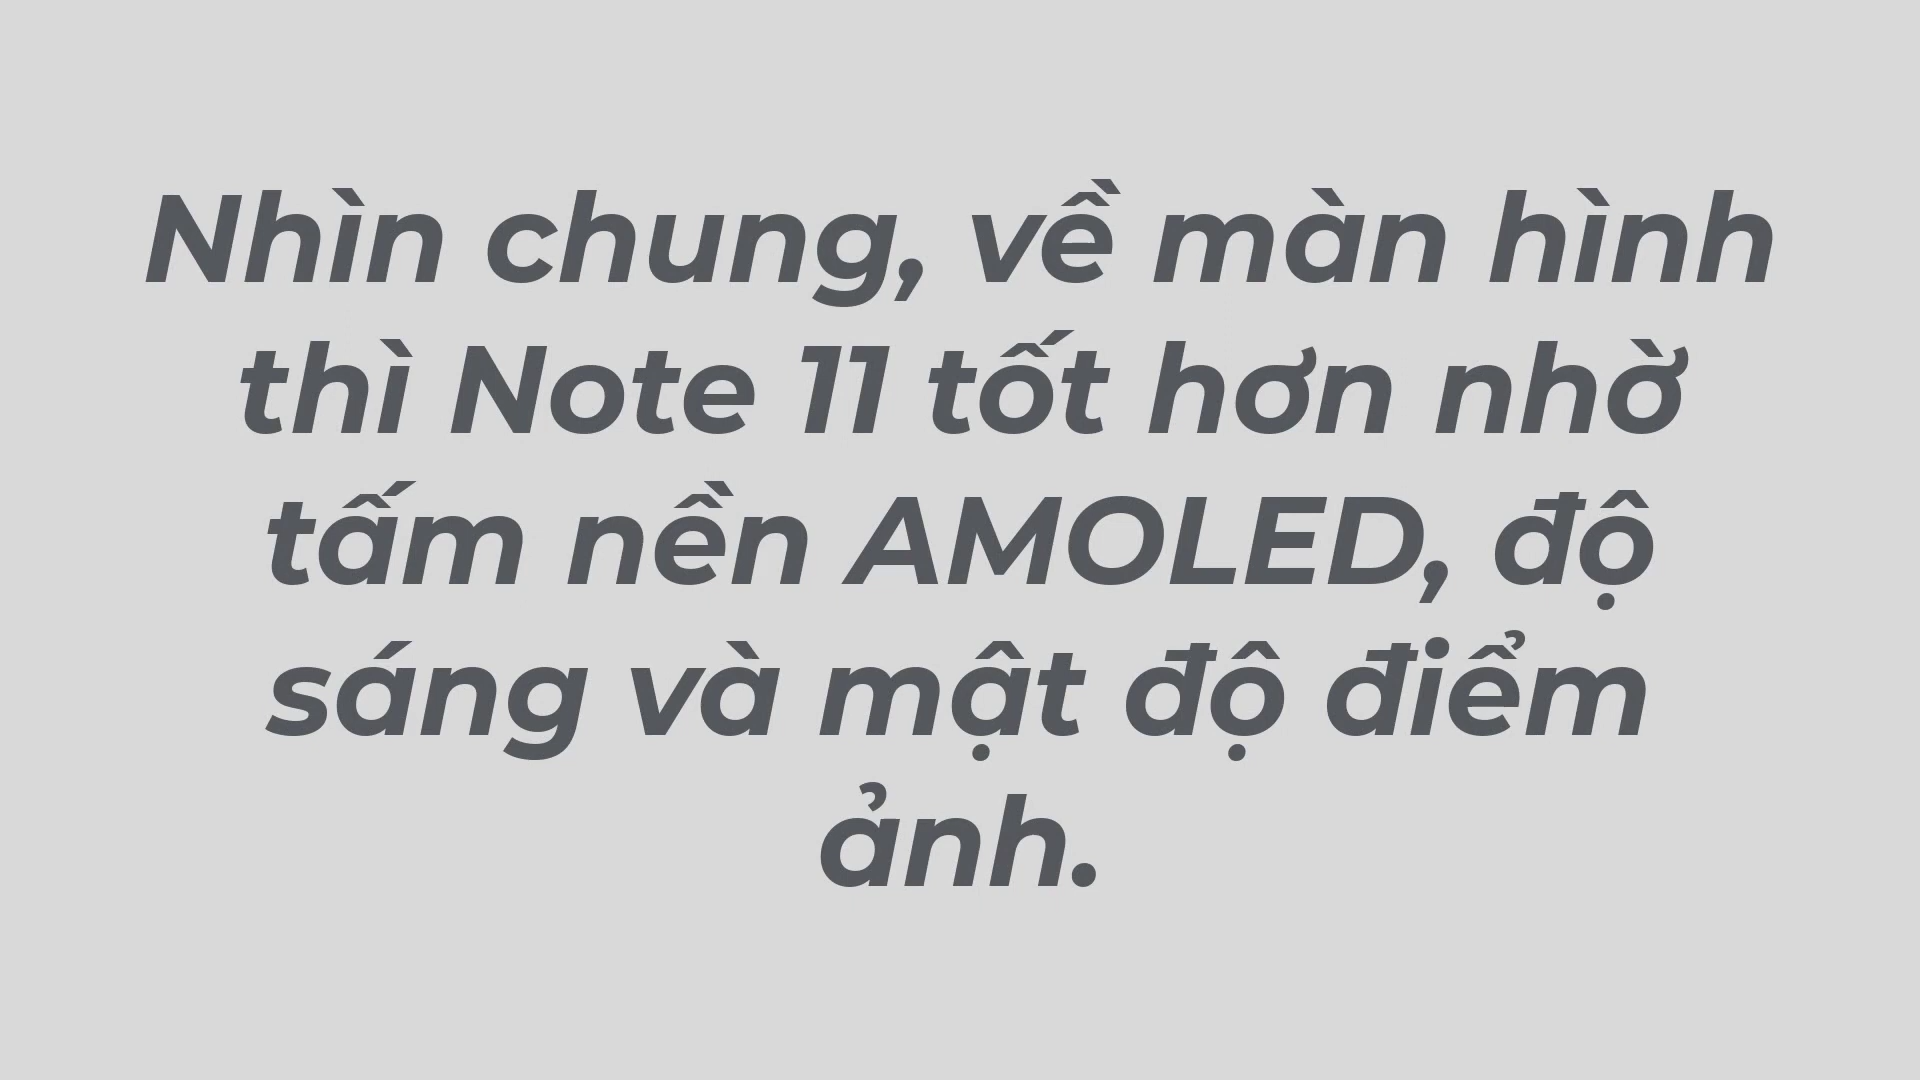 Nhìn chung, về màn hình
thì Note 11 tốt hơn nhờ
tấm nền AMOLED, độ
sáng và mật độ điểm
ảnh.